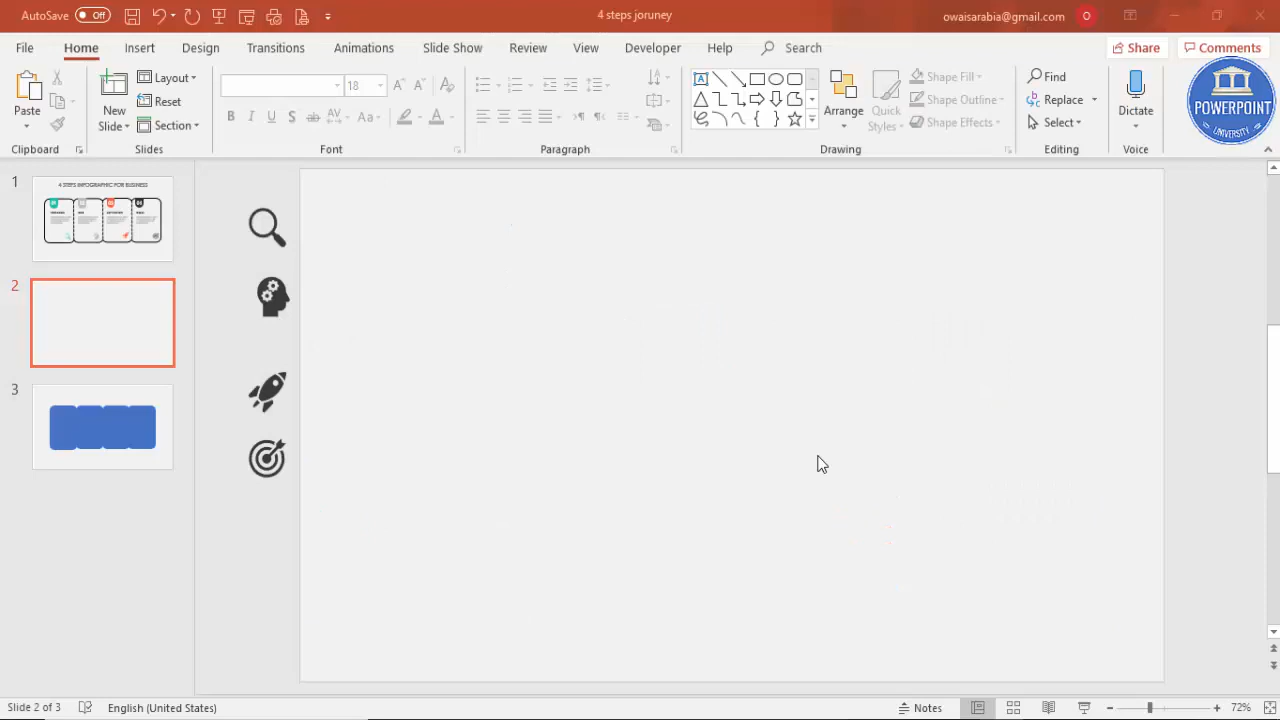 AutoSave Off
4 steps joruney
owaisarabia@gmail.com O
File Home Insert Design Transitions Animations Slide Show Review View Developer Help Search
Share Comments
Paste
Clipboard
New
Slide
Layout
Reset
Section
Slides
18
B I U S ab AV Aa A
Font
Paragraph
Arrange
Quick
Styles
Shape Fill
Shape Outline
Shape Effects
Drawing
Find
Replace
Select
Editing
Dictate
Voice
POWERPOINT
UNIVERSITY
1
4 STEPS INFOGRAPHIC FOR BUSINESS
2
3
Slide 2 of 3 English (United States) Notes 72%